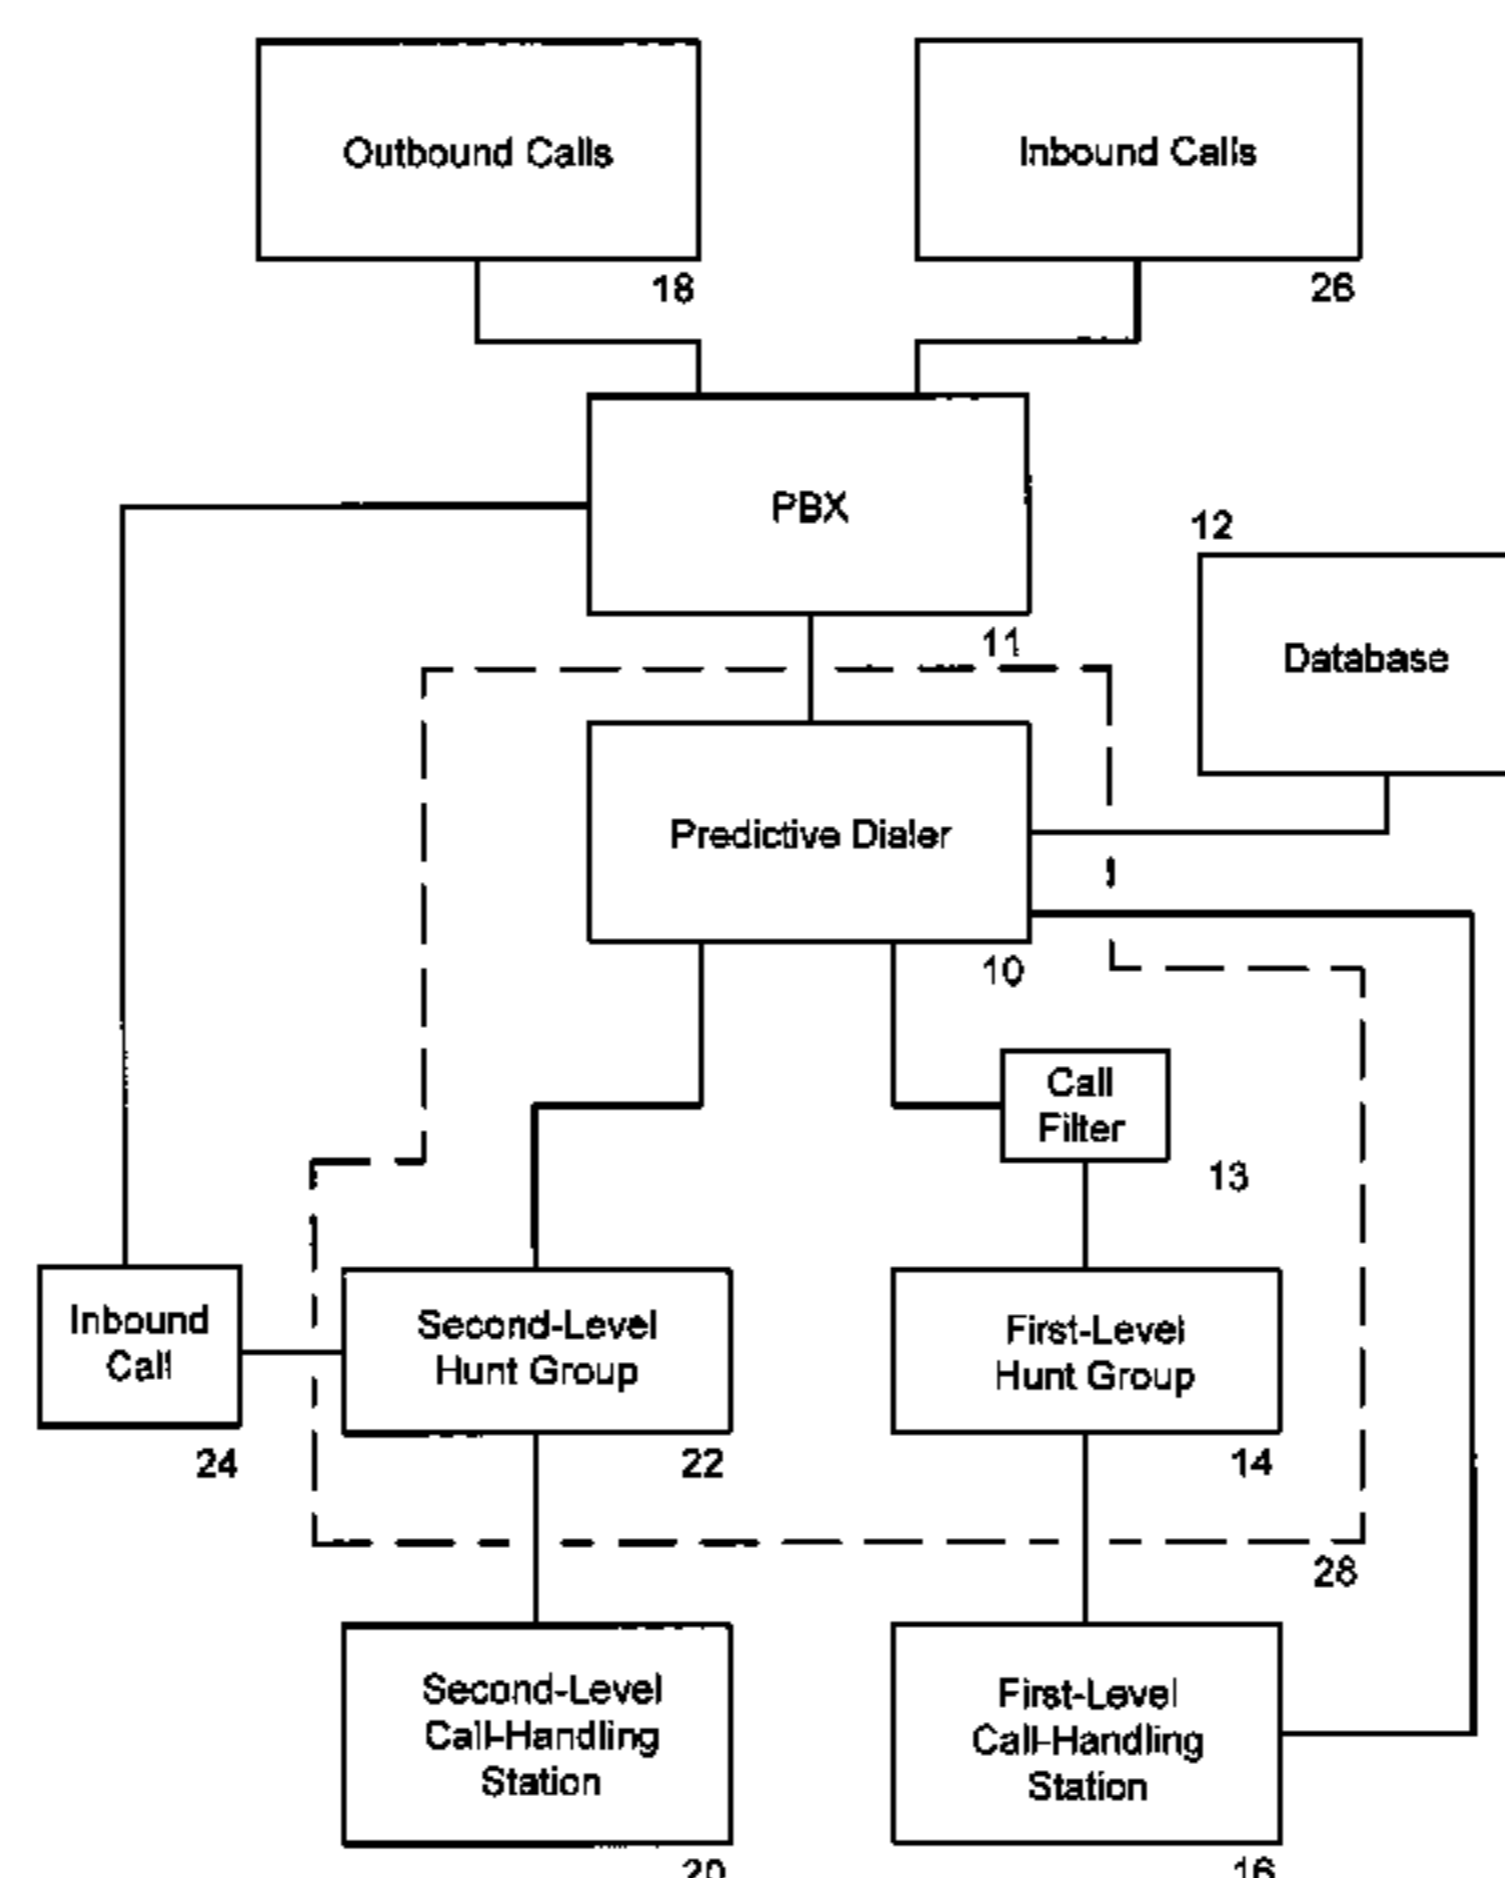 Outbound Calls
Inbound Calls
18
26
PBX
12
11
Database
Predictive Dialer
10
Call
Filter
13
Inbound
Call
Second-Level
Hunt Group
First-Level
Hunt Group
24
22
14
28
Second-Level
Call-Handling
Station
First-Level
Call-Handling
Station
20
16